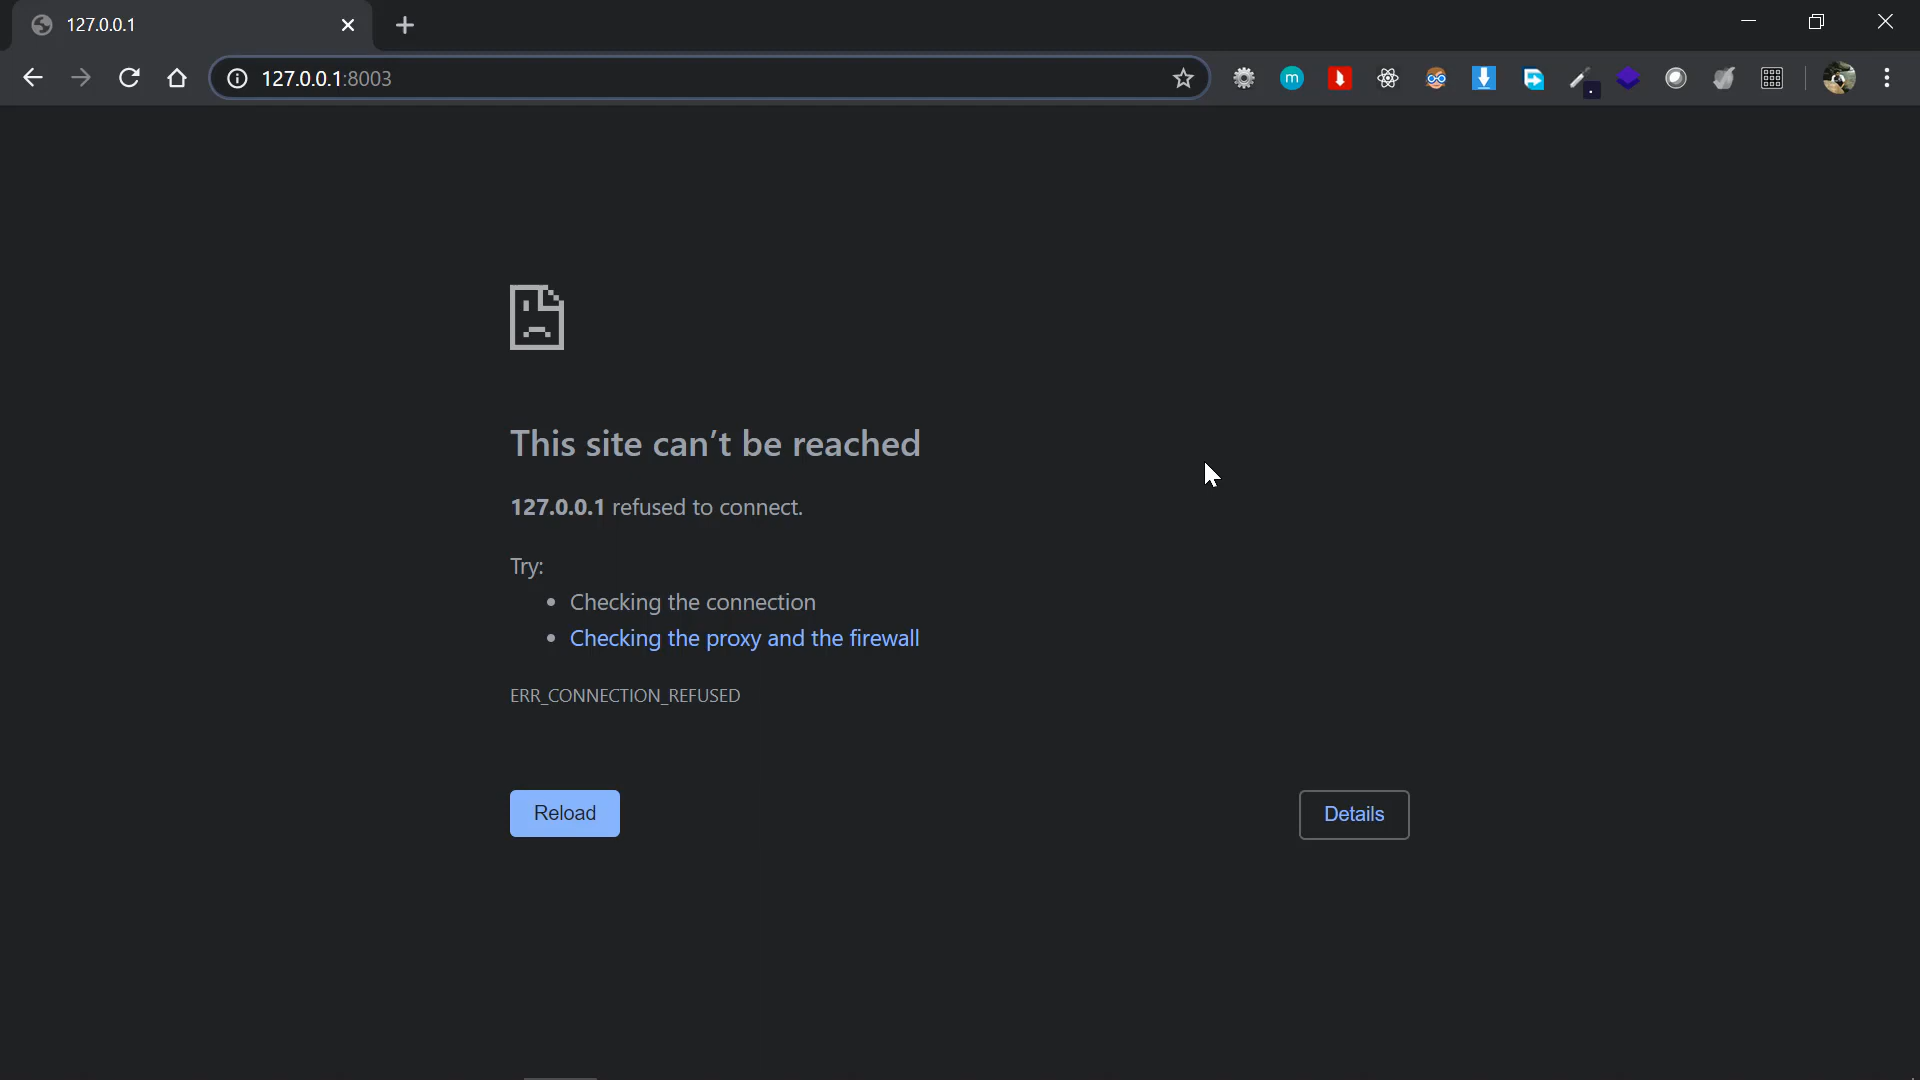 127.0.0.1
127.0.0.1:8003
m
This site can’t be reached
127.0.0.1 refused to connect.
Try:
• Checking the connection
• Checking the proxy and the firewall
ERR_CONNECTION_REFUSED
Reload
Details